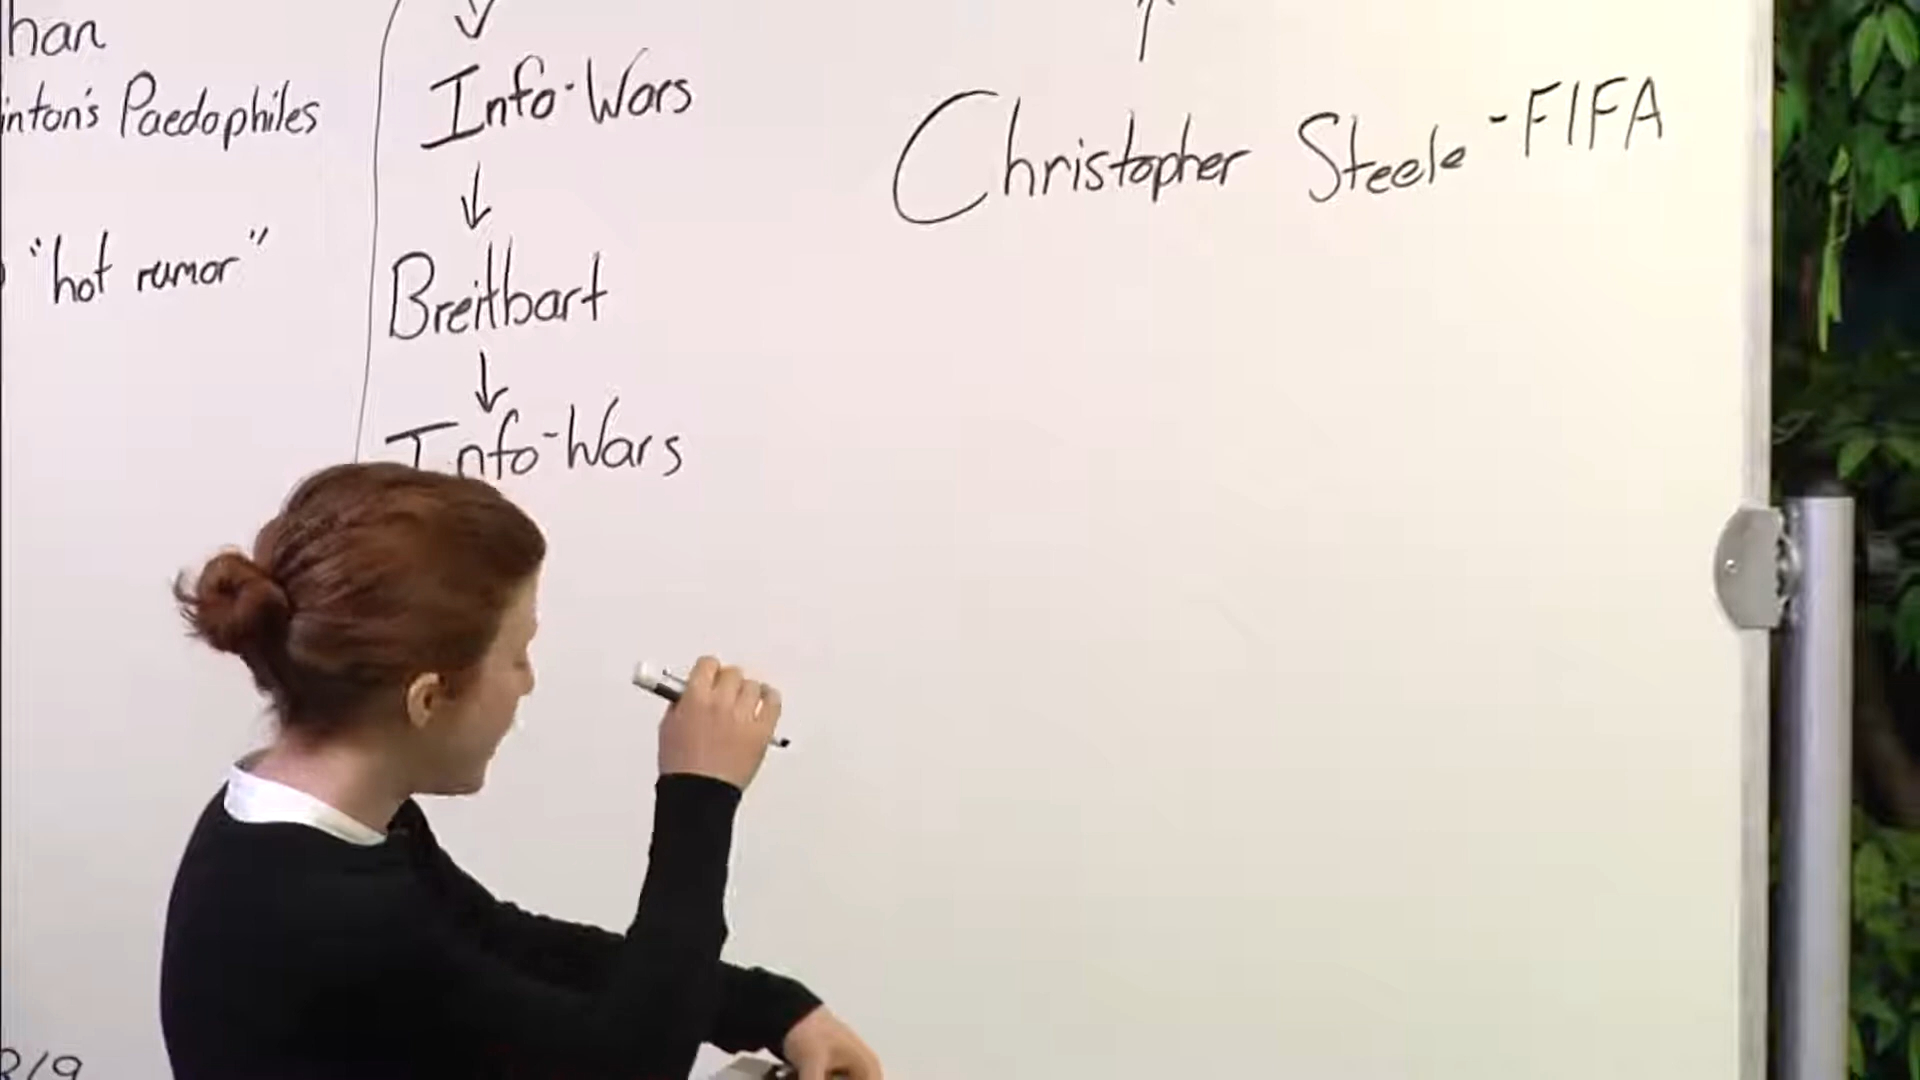 han
inton's Paedophiles
"hot rumor"
Info-Wars
Breitbart
Info-Wars
Christopher Steele - FIFA